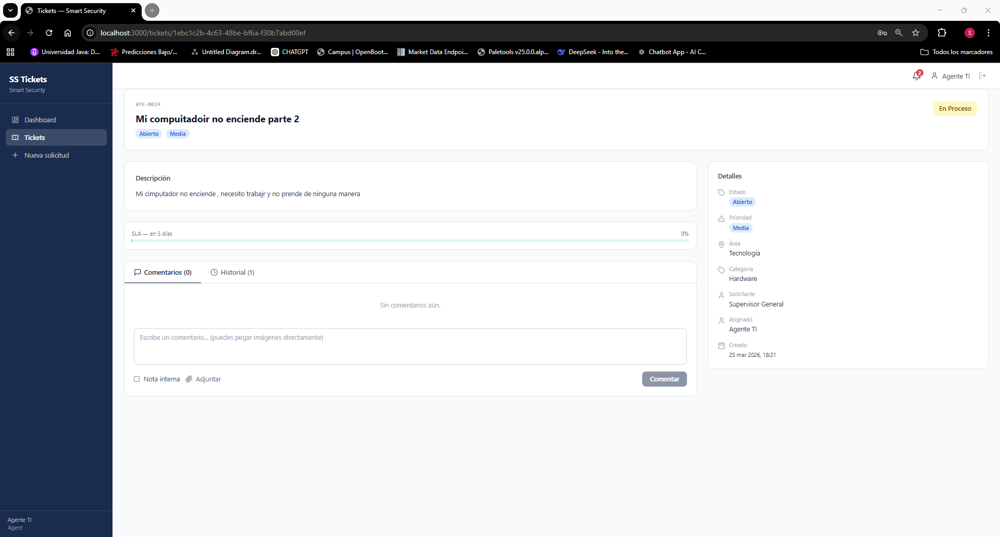 Tickets — Smart Security
localhost:3000/tickets/1ebc1c2b-4c63-48be-bf6a-f30b7abd00ef
S
Universidad Java: D...
Predicciones Bajo/...
Untitled Diagram.dr...
CHATGPT
Campus | OpenBoot...
Market Data Endpoi...
Paletools v25.0.0.alp...
DeepSeek - Into the...
Chatbot App - AI C...
Todos los marcadores
SS Tickets
Smart Security
2
Agente TI
Dashboard
Tickets
Nueva solicitud
#TK-0024
Mi compuitadoir no enciende parte 2
Abierto Media
En Proceso
Descripción
Mi cimputador no enciende , necesito trabajr y no prende de ninguna manera
SLA — en 5 días 0%
Comentarios (0) Historial (1)
Sin comentarios aún.
Escribe un comentario... (puedes pegar imágenes directamente)
Nota interna Adjuntar
Comentar
Detalles
Estado
Abierto
Prioridad
Media
Área
Tecnología
Categoría
Hardware
Solicitante
Supervisor General
Asignado
Agente TI
Creado
25 mar 2026, 18:21
Agente TI
Agent